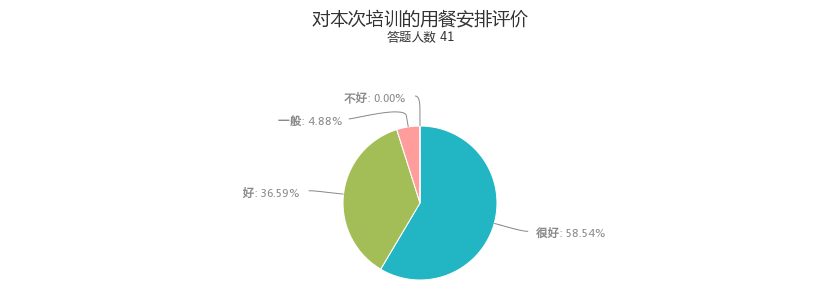 对本次培训的用餐安排评价
答题人数 41
不好: 0.00%
一般: 4.88%
好: 36.59%
很好: 58.54%